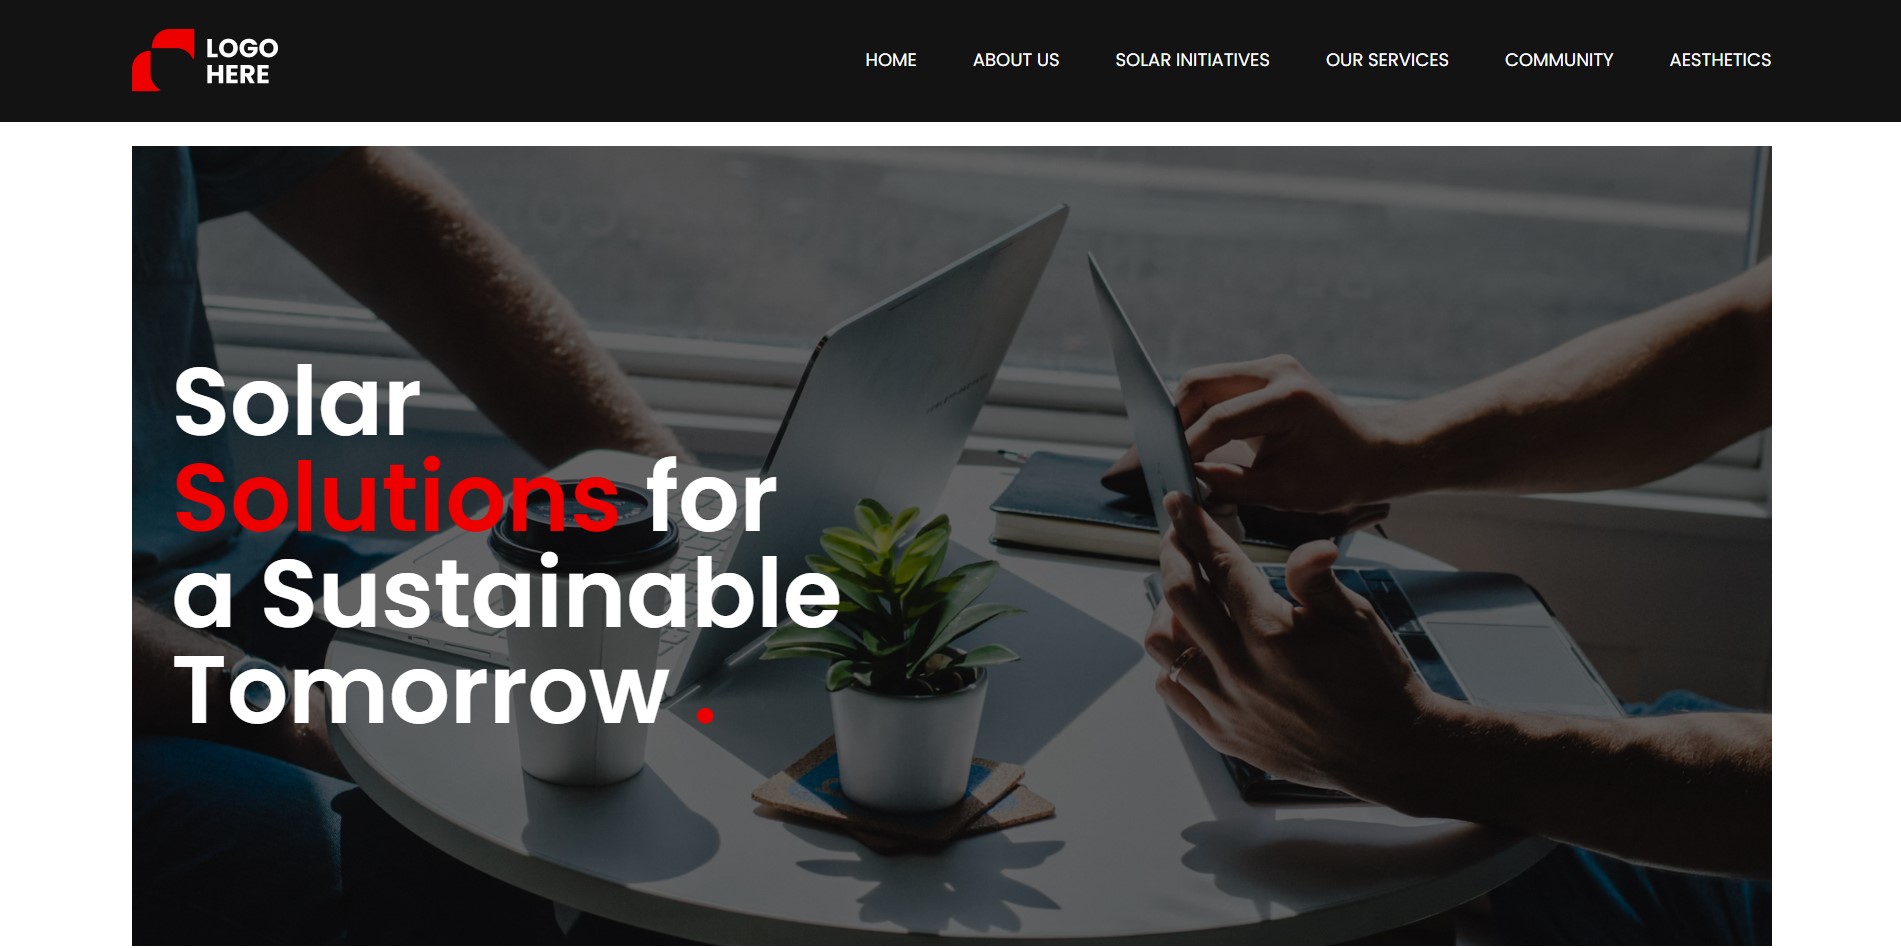 LOGO
HERE
HOME ABOUT US SOLAR INITIATIVES OUR SERVICES COMMUNITY AESTHETICS
Solar
Solutions for
a Sustainable
Tomorrow .